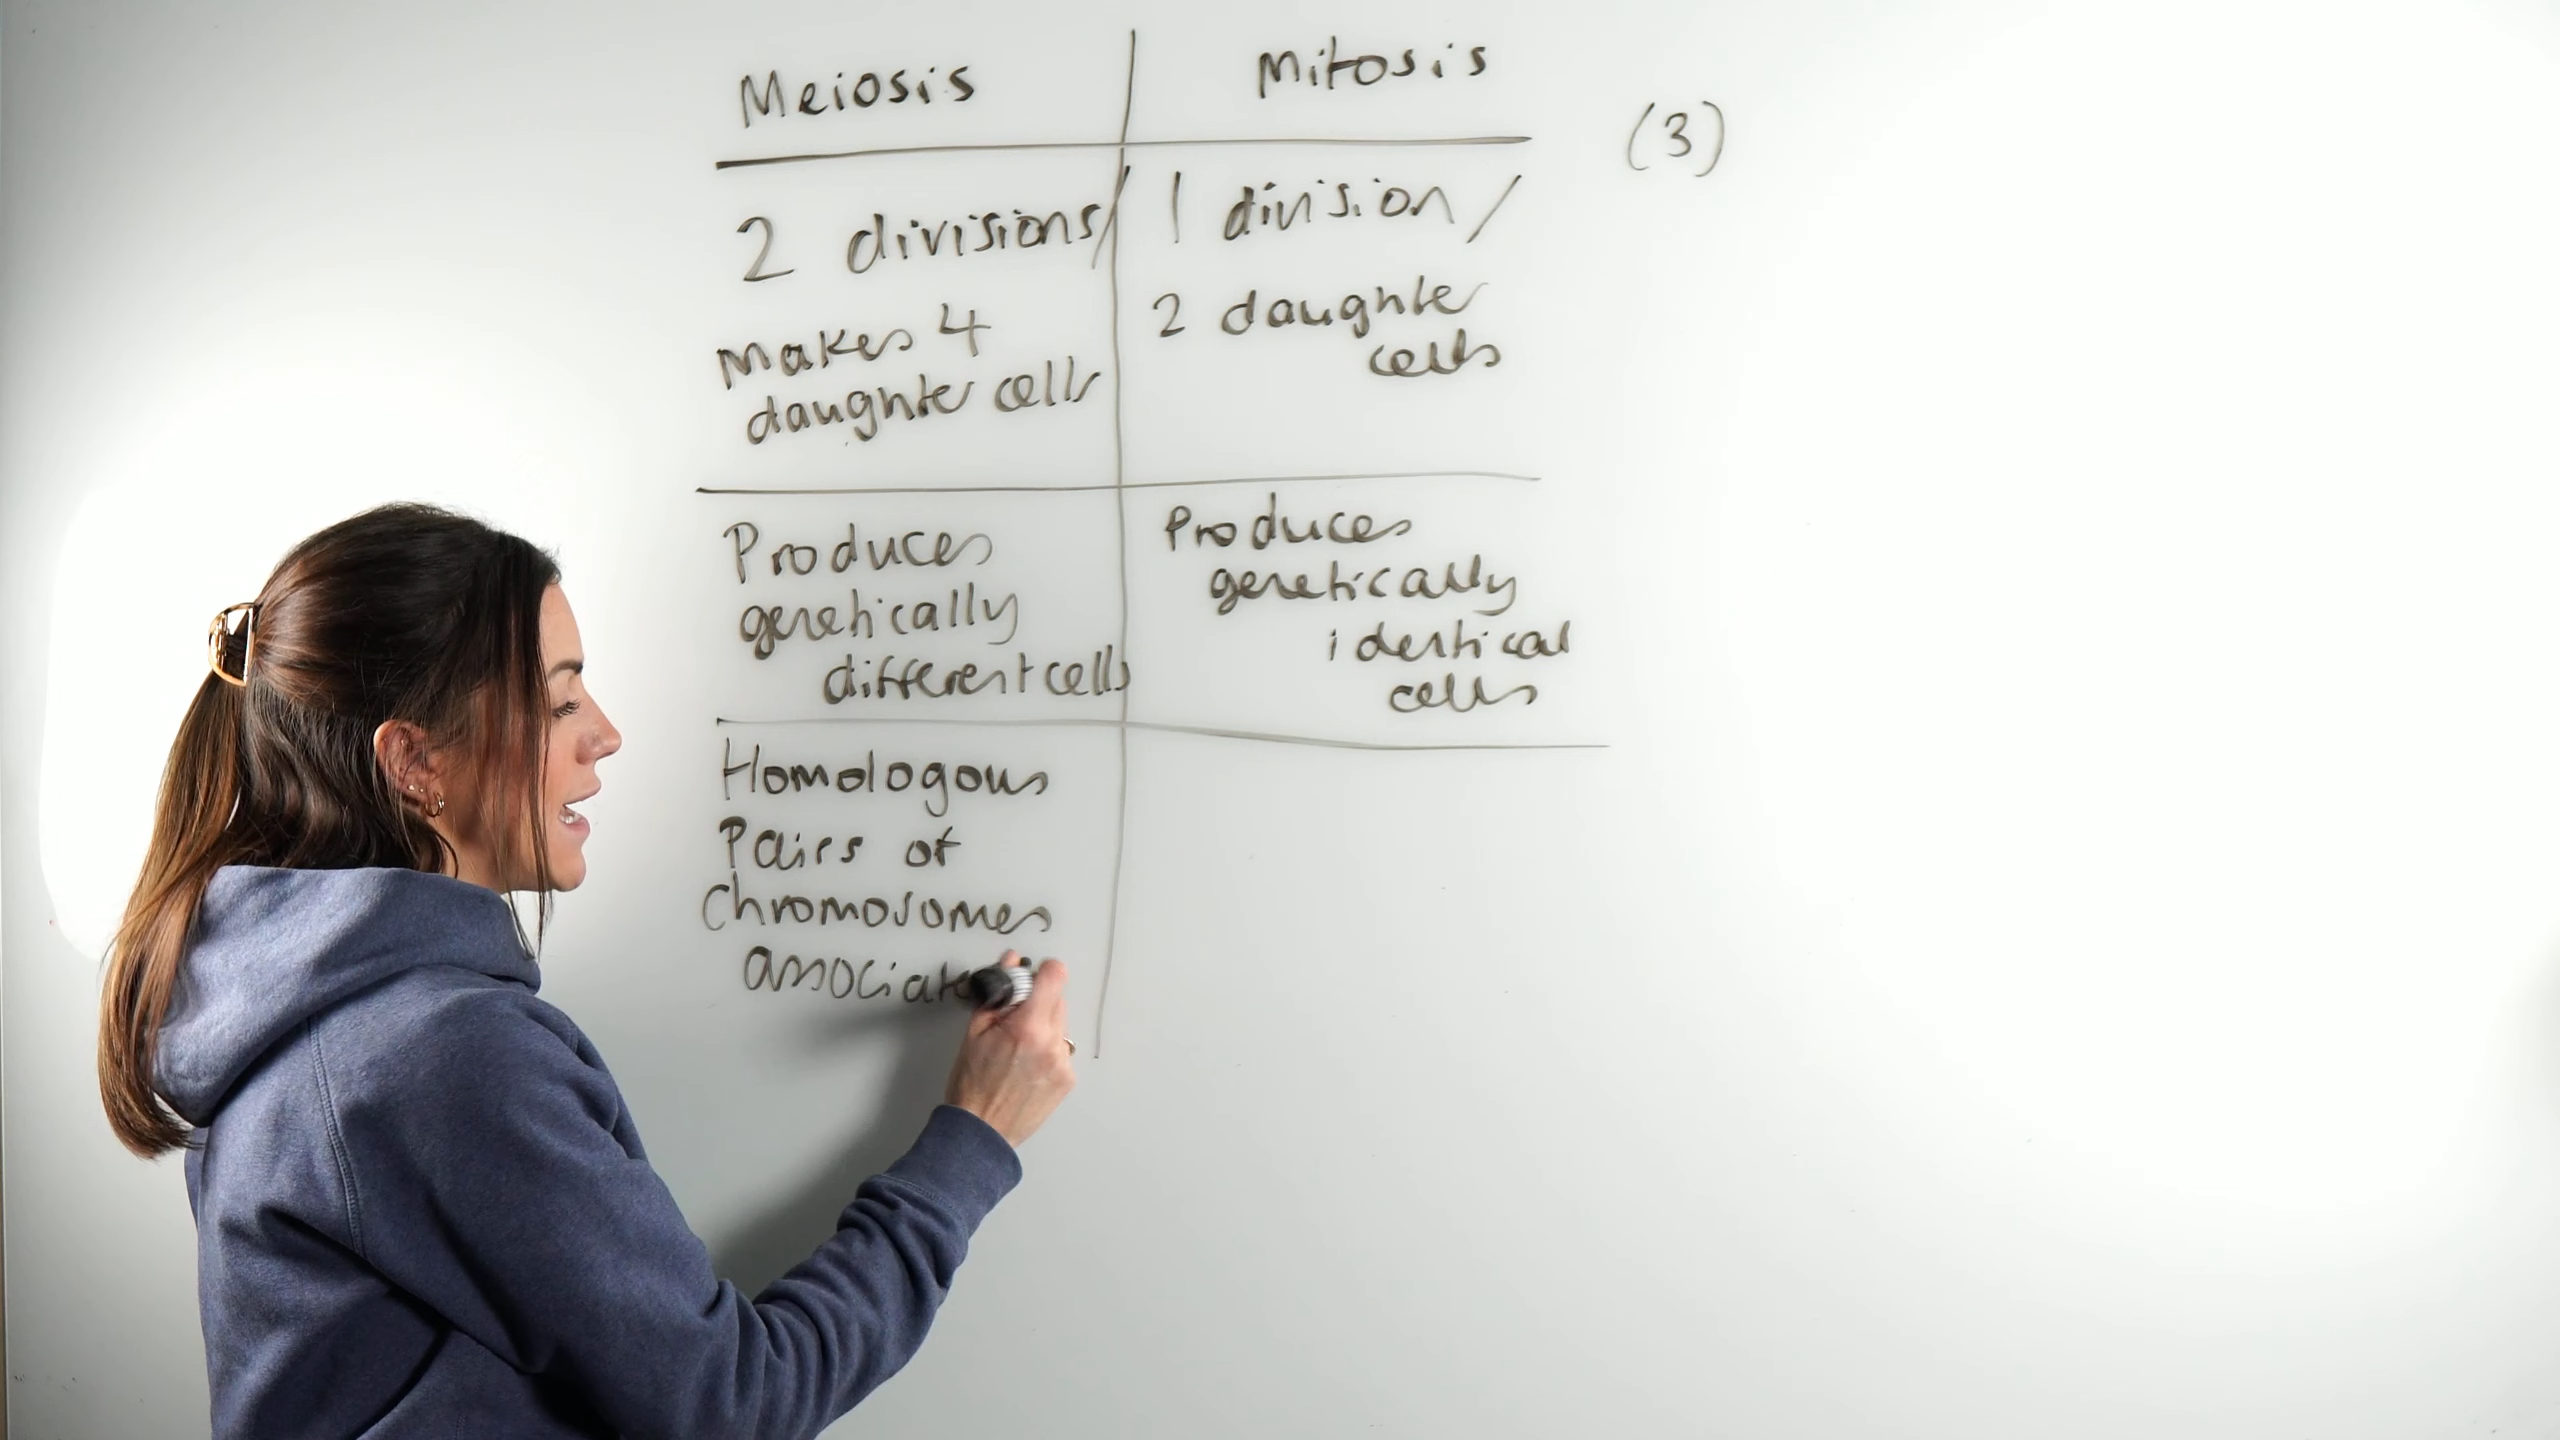 Meiosis
Mitosis
(3)
2 divisions/
Makes 4
daughter cells
1 division/
2 daughter
cells
Produces
genetically
different cells
Produces
genetically
identical
cells
Homologous
Pairs of
Chromosomes
associate